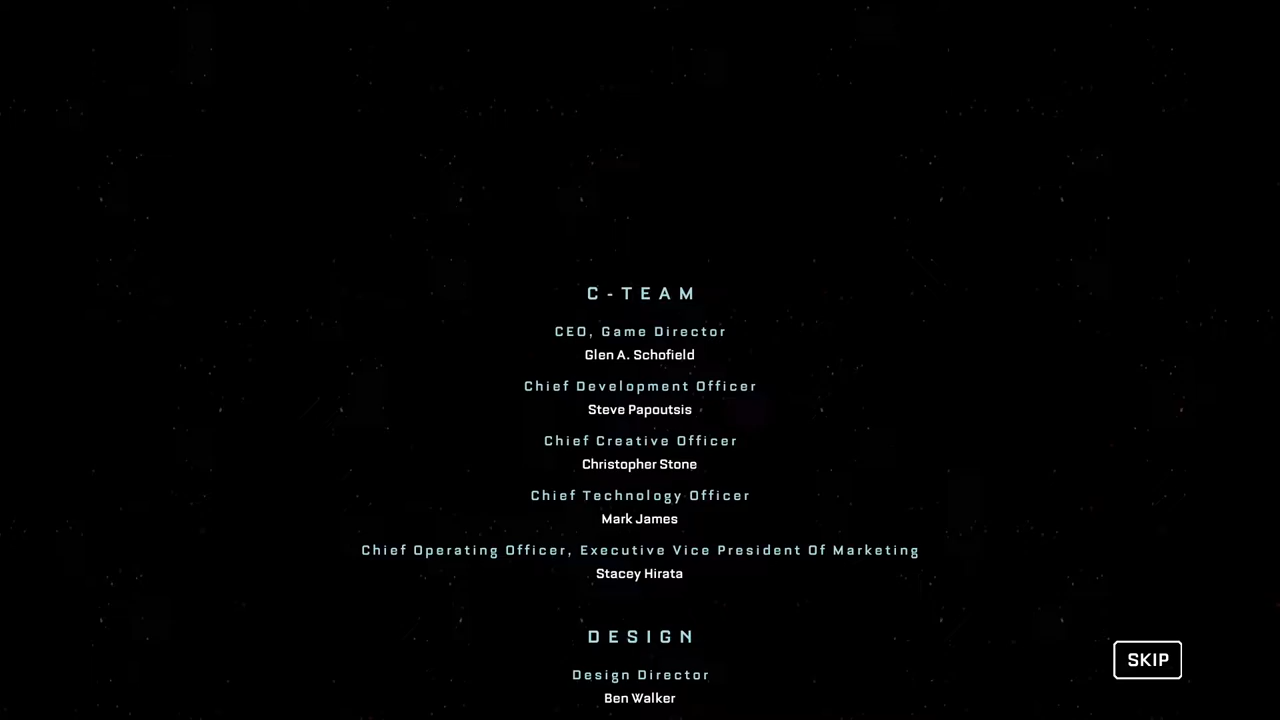 C-TEAM
CEO, Game Director
Glen A. Schofield
Chief Development Officer
Steve Papoutsis
Chief Creative Officer
Christopher Stone
Chief Technology Officer
Mark James
Chief Operating Officer, Executive Vice President Of Marketing
Stacey Hirata
DESIGN
SKIP
Design Director
Ben Walker